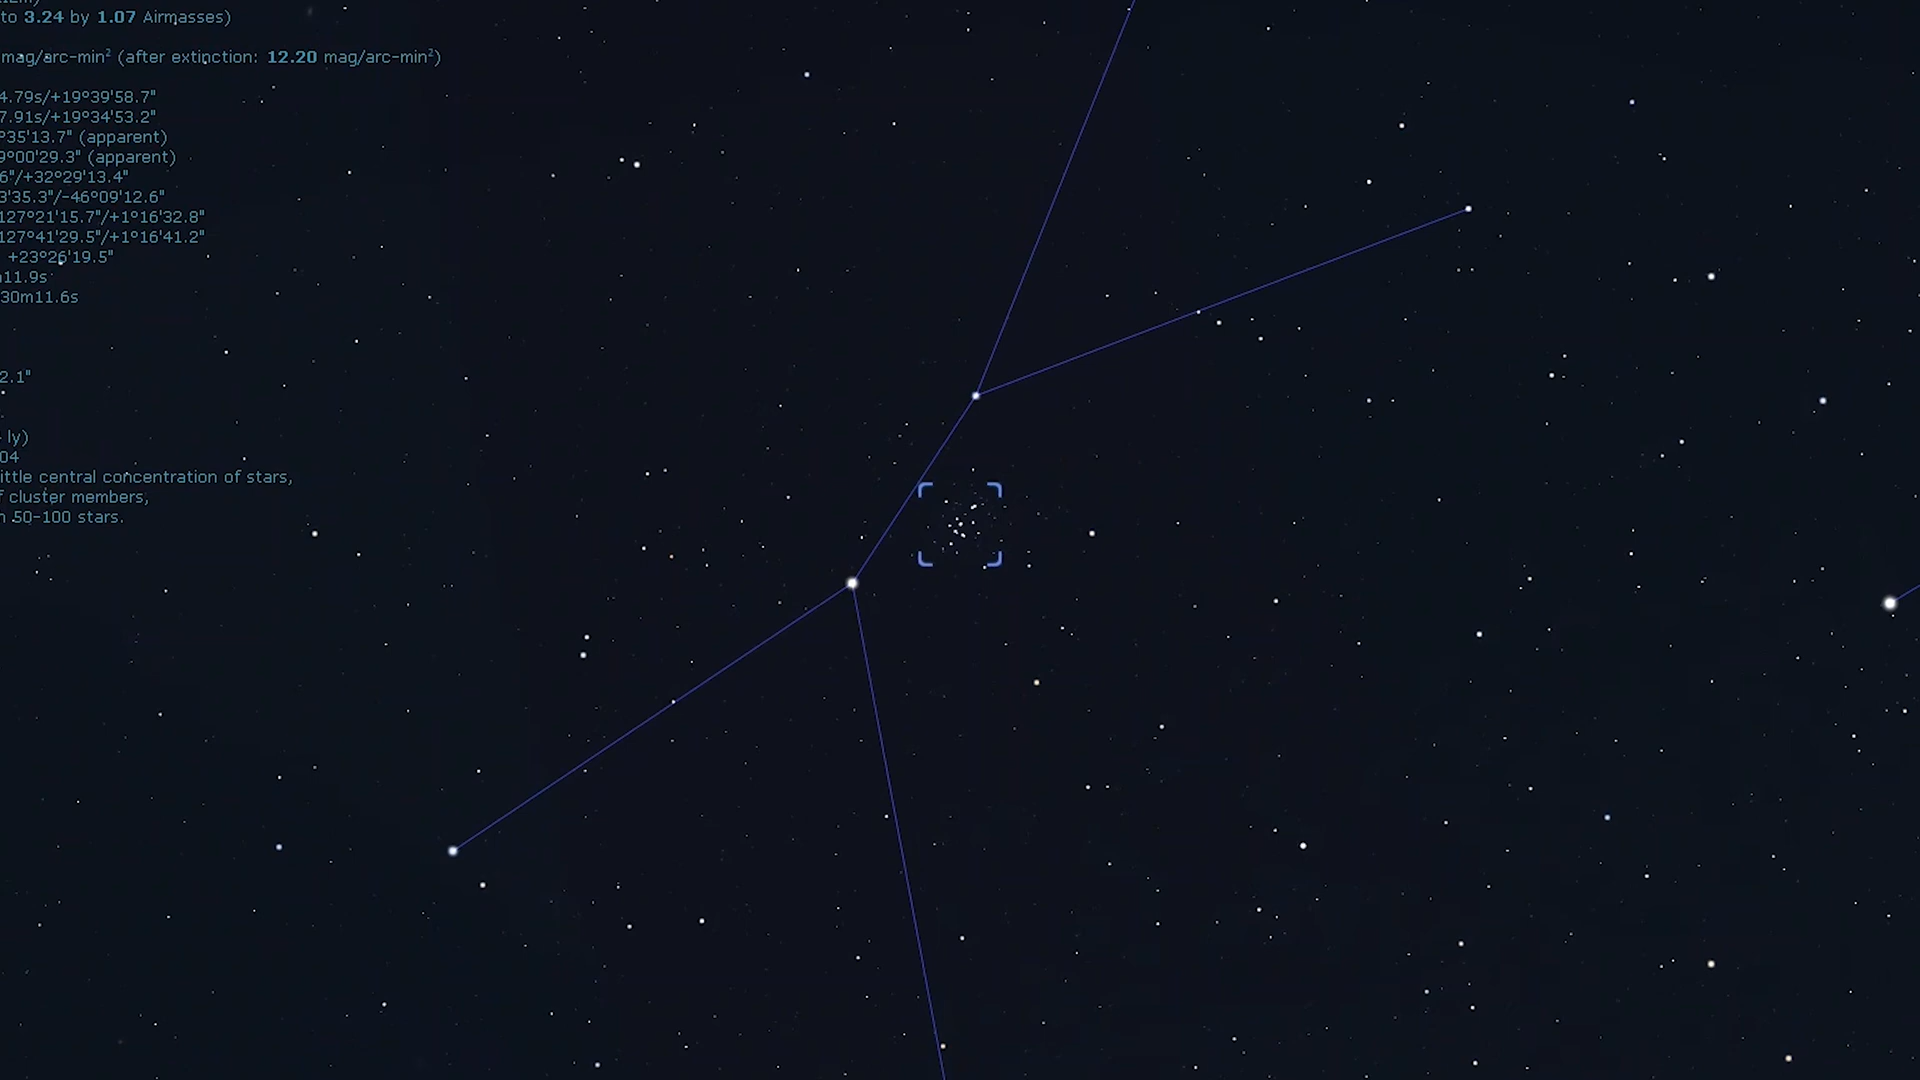 to 3.24 by 1.07 Airmasses)
mag/arc-min² (after extinction: 12.20 mag/arc-min²)
4.79s/+19°39'58.7"
7.91s/+19°34'53.2"
°35'13.7" (apparent)
9°00'29.3" (apparent)
6"/+32°29'13.4"
3'35.3"/-46°09'12.6"
127°21'15.7"/+1°16'32.8"
127°41'29.5"/+1°16'41.2"
+23°26'19.5"
11.9s
30m11.6s
2.1"
ly)
04
ittle central concentration of stars,
f cluster members,
n 50-100 stars.